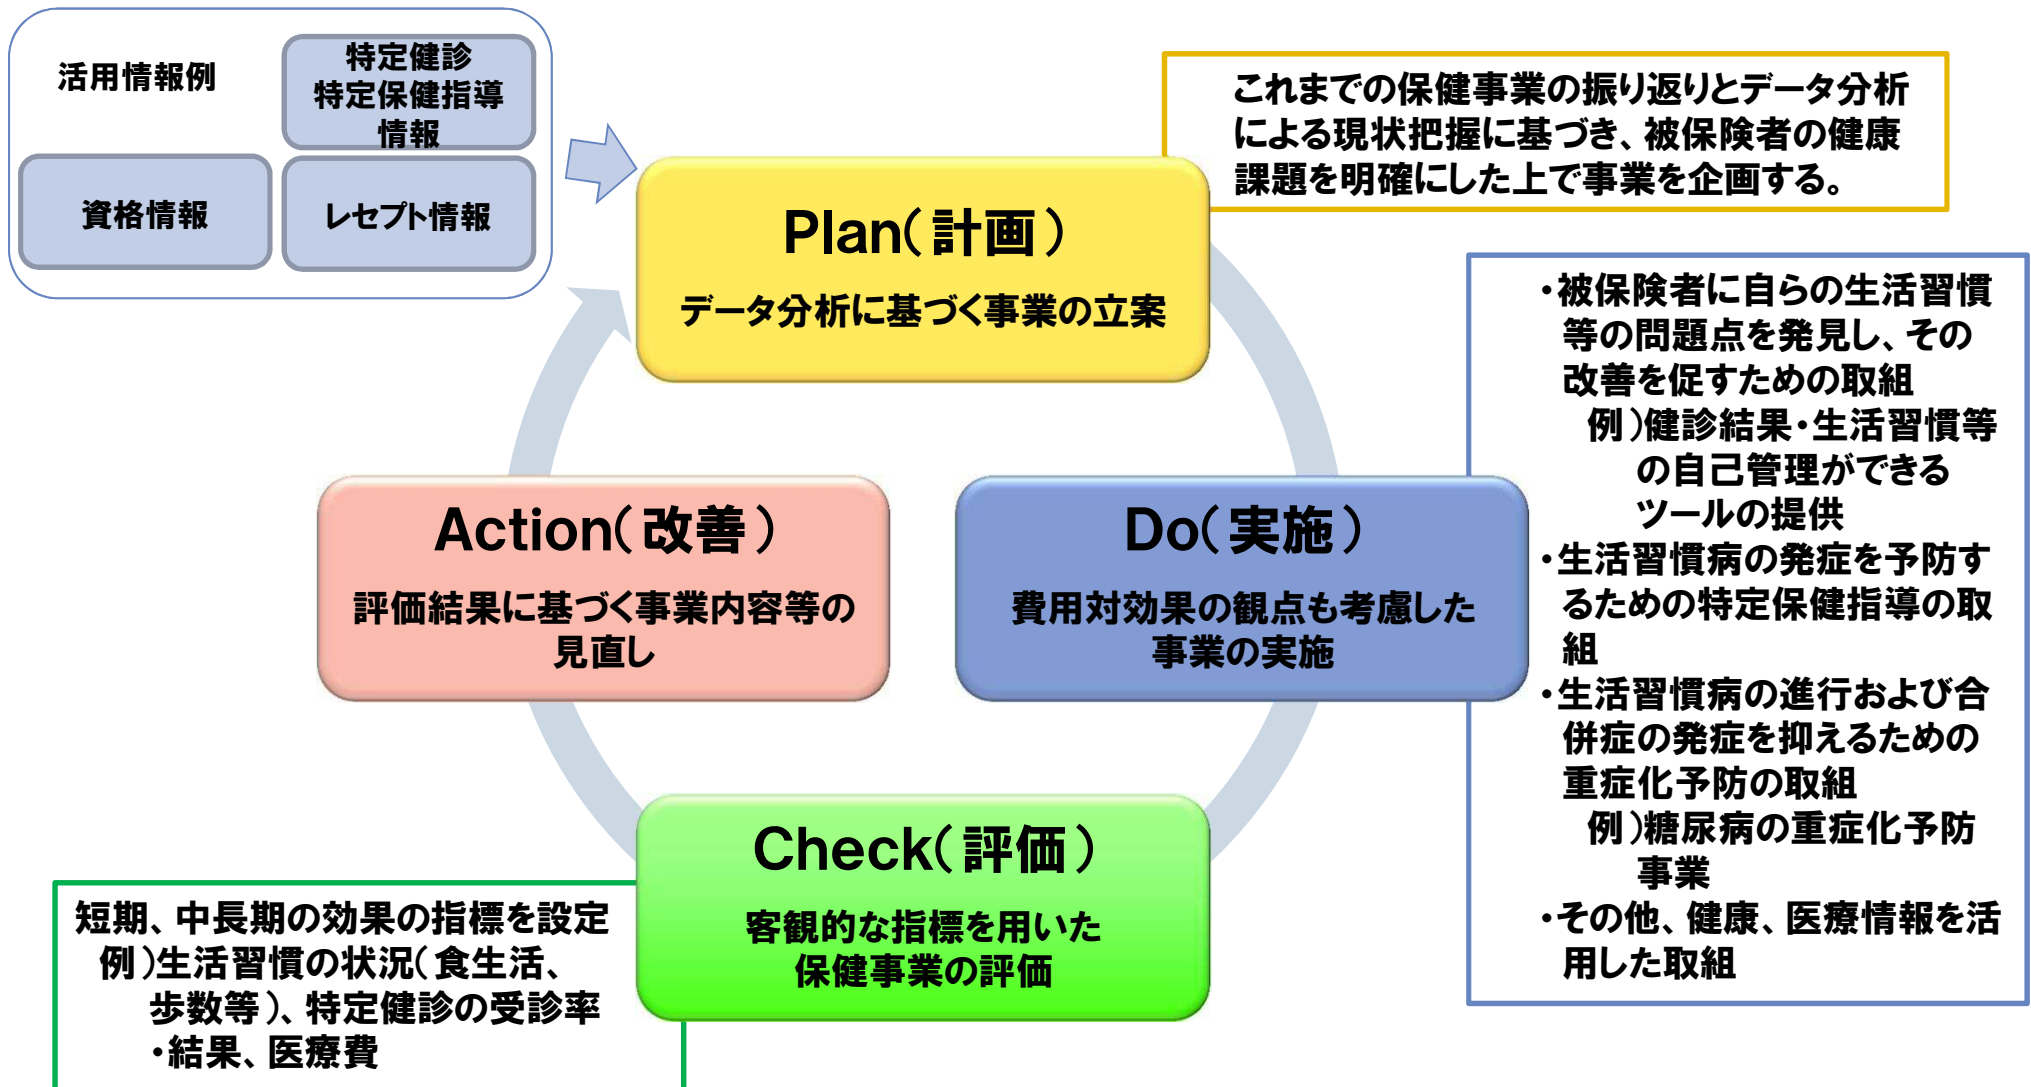 活用情報例
特定健診
特定保健指導
情報
資格情報
レセプト情報
これまでの保健事業の振り返りとデータ分析
による現状把握に基づき、被保険者の健康
課題を明確にした上で事業を企画する。
Plan(計画)
データ分析に基づく事業の立案
・被保険者に自らの生活習慣
等の問題点を発見し、その
改善を促すための取組
例)健診結果・生活習慣等
の自己管理ができる
ツールの提供
・生活習慣病の発症を予防す
るための特定保健指導の取
組
・生活習慣病の進行および合
併症の発症を抑えるための
重症化予防の取組
例)糖尿病の重症化予防
事業
・その他、健康、医療情報を活
用した取組
Action(改善)
評価結果に基づく事業内容等の
見直し
Do(実施)
費用対効果の観点も考慮した
事業の実施
Check(評価)
客観的な指標を用いた
保健事業の評価
短期、中長期の効果の指標を設定
例)生活習慣の状況(食生活、
歩数等)、特定健診の受診率
・結果、医療費